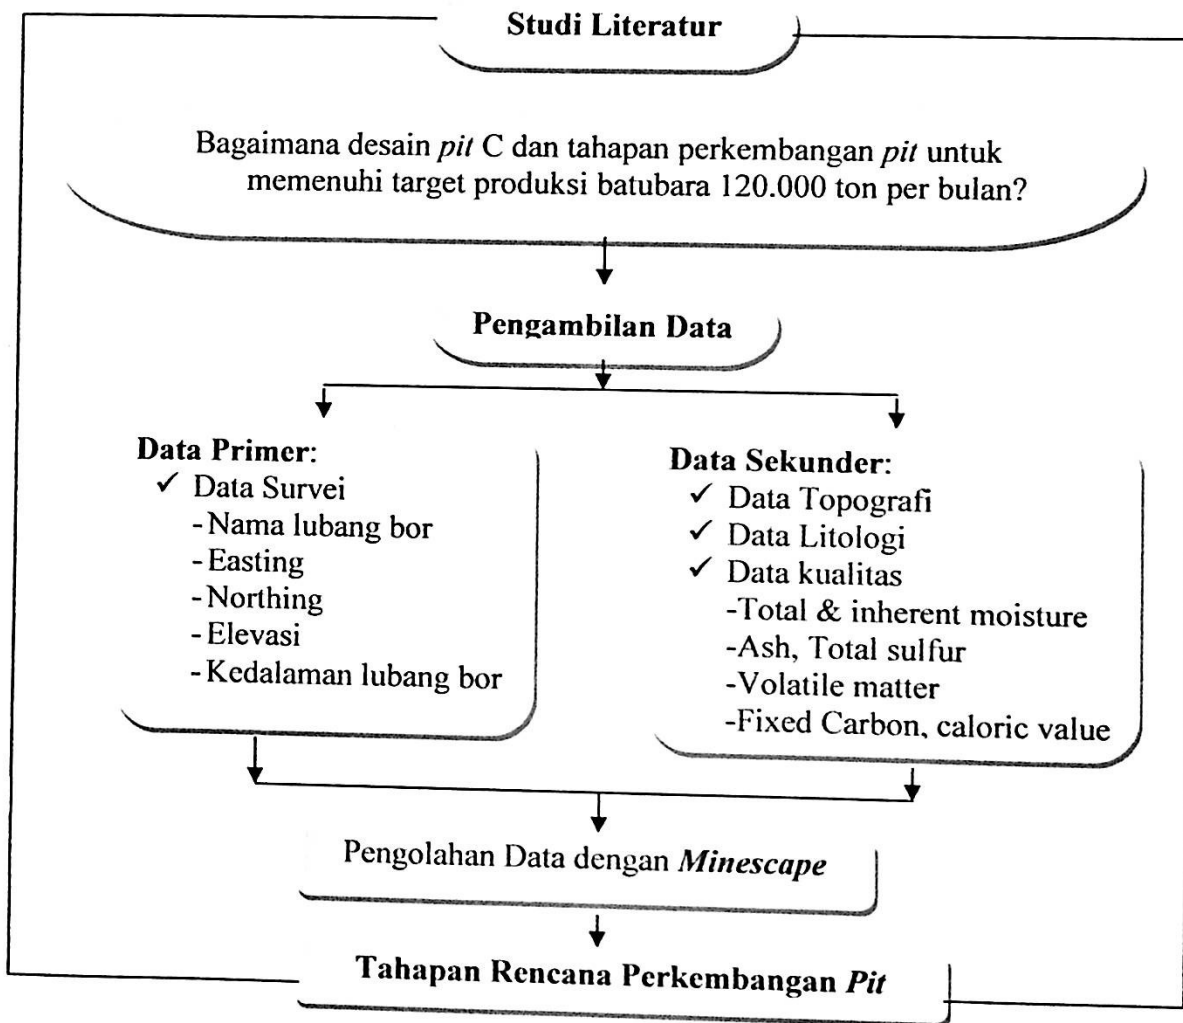 Studi Literatur
Bagaimana desain pit C dan tahapan perkembangan pit untuk
memenuhi target produksi batubara 120.000 ton per bulan?
Pengambilan Data
Data Primer:
✓ Data Survei
- Nama lubang bor
- Easting
- Northing
- Elevasi
- Kedalaman lubang bor
Data Sekunder:
✓ Data Topografi
✓ Data Litologi
✓ Data kualitas
-Total & inherent moisture
-Ash, Total sulfur
-Volatile matter
-Fixed Carbon, caloric value
Pengolahan Data dengan Minescape
Tahapan Rencana Perkembangan Pit